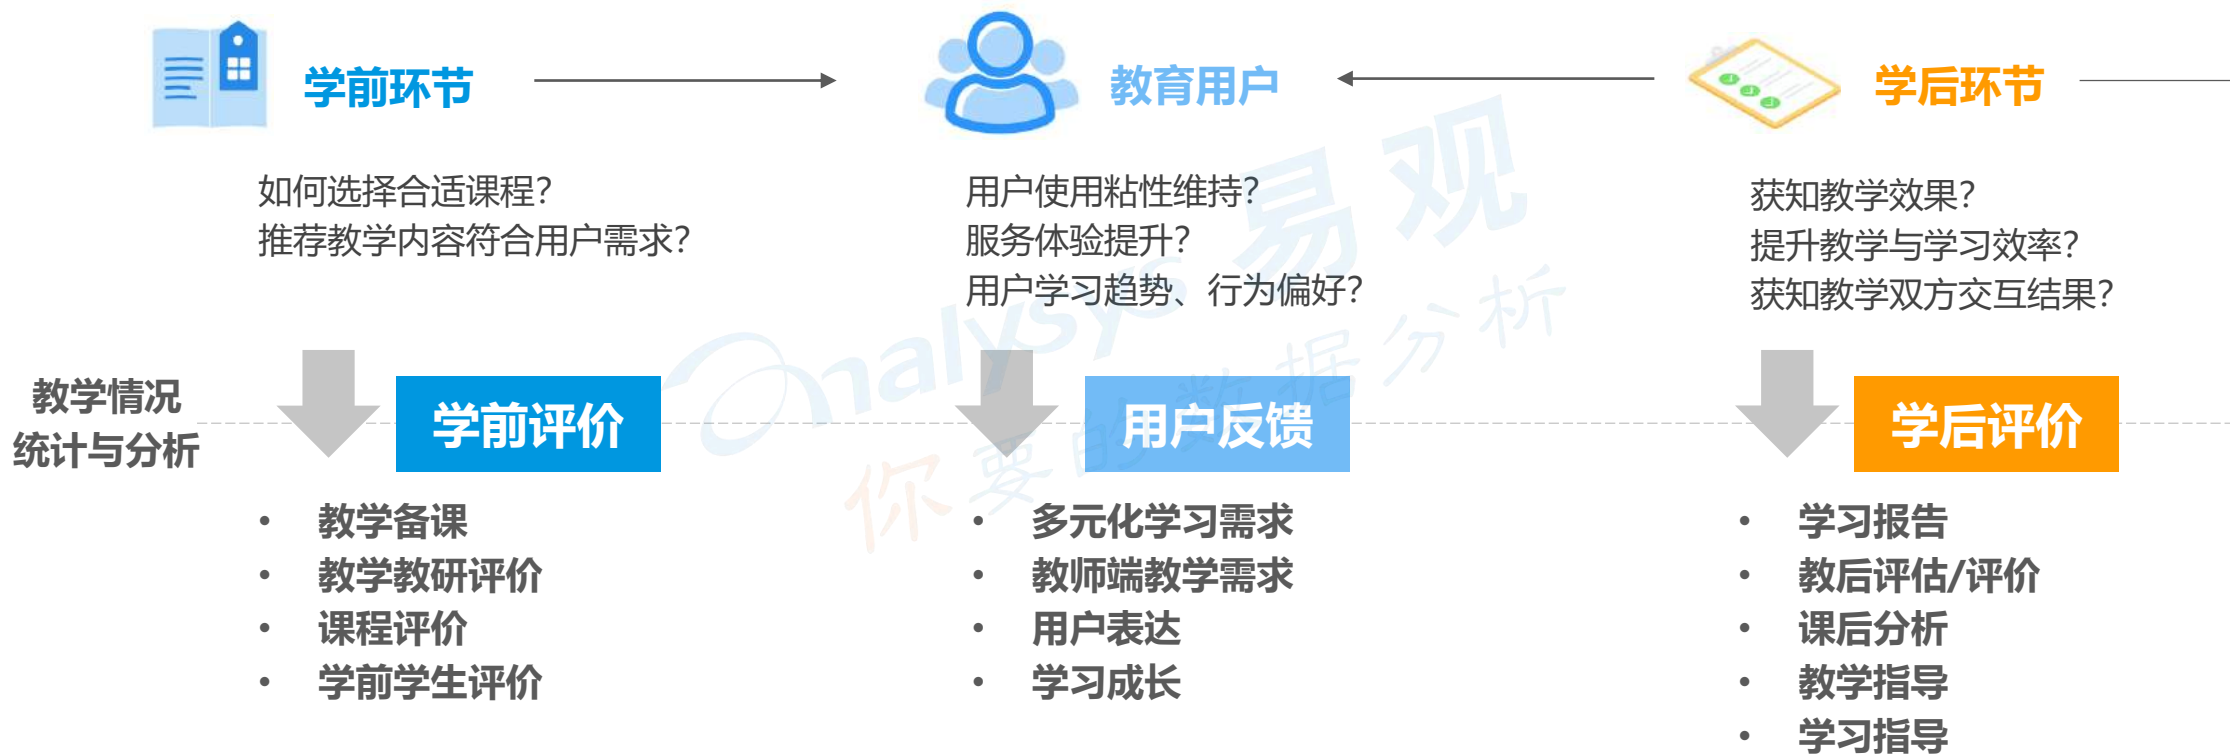 学前环节
教育用户
学后环节
如何选择合适课程?
推荐教学内容符合用户需求?
用户使用粘性维持?
服务体验提升?
用户学习趋势、行为偏好?
获知教学效果?
提升教学与学习效率?
获知教学双方交互结果?
教学情况
统计与分析
学前评价
用户反馈
学后评价
• 教学备课
• 教学教研评价
• 课程评价
• 学前学生评价
• 多元化学习需求
• 教师端教学需求
• 用户表达
• 学习成长
• 学习报告
• 教后评估/评价
• 课后分析
• 教学指导
• 学习指导
analysys 易观
你要的数据分析